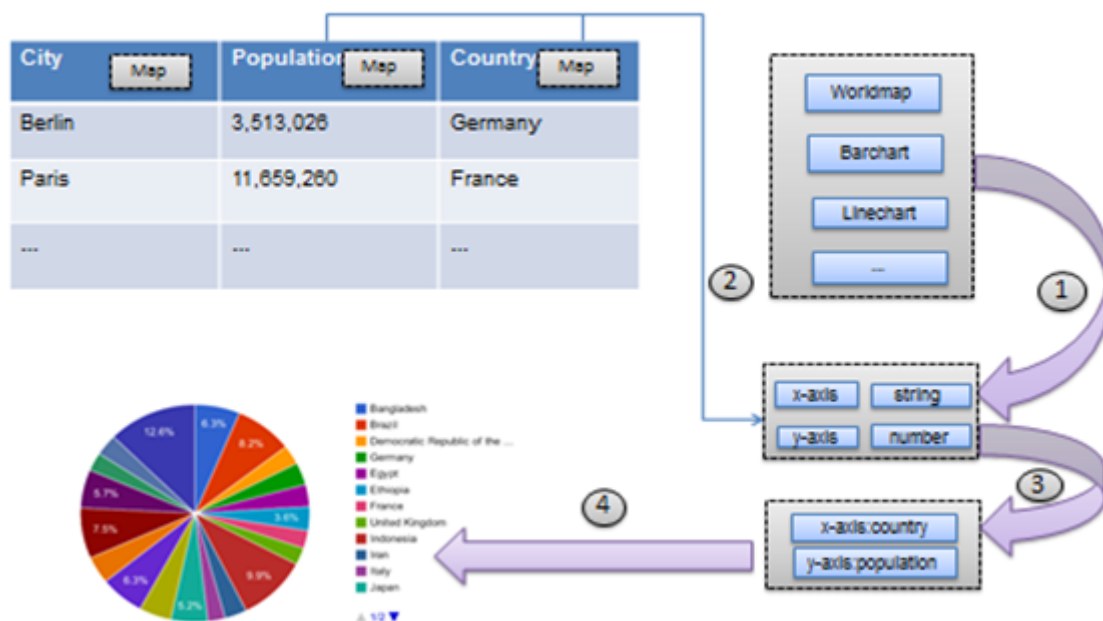 City Map Population Map Country Map
Berlin 3,513,026 Germany
Paris 11,659,260 France
... ... ...
Worldmap
Barchart
Linechart
...
1
2
x-axis string
y-axis number
3
x-axis:country
y-axis:population
4
12.6%
6.3%
8.2%
5.7%
3.6%
7.5%
9.9%
6.3%
5.2%
Bangladesh
Brazil
Democratic Republic of the ...
Germany
Egypt
Ethiopia
France
United Kingdom
Indonesia
Iran
Italy
Japan
1/2